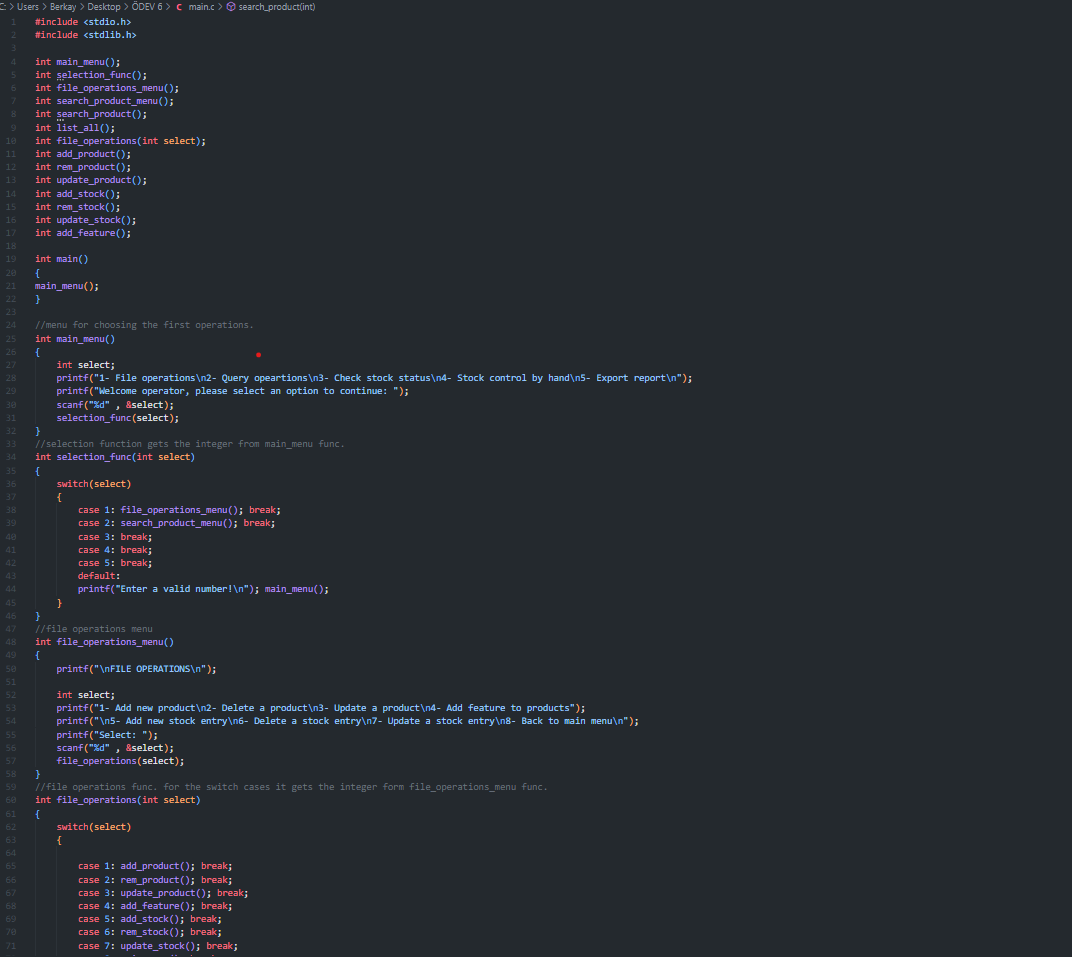 C: > Users > Berkay > Desktop > ÖDEV 6 > C main.c > search_product(int)
1 #include <stdio.h>
2 #include <stdlib.h>
3
4 int main_menu();
5 int selection_func();
6 int file_operations_menu();
7 int search_product_menu();
8 int search_product();
9 int list_all();
10 int file_operations(int select);
11 int add_product();
12 int rem_product();
13 int update_product();
14 int add_stock();
15 int rem_stock();
16 int update_stock();
17 int add_feature();
18
19 int main()
20 {
21 main_menu();
22 }
23
24 //menu for choosing the first operations.
25 int main_menu()
26 {
27 int select;
28 printf("1- File operations\n2- Query opeartions\n3- Check stock status\n4- Stock control by hand\n5- Export report\n");
29 printf("Welcome operator, please select an option to continue: ");
30 scanf("%d" , &select);
31 selection_func(select);
32 }
33 //selection function gets the integer from main_menu func.
34 int selection_func(int select)
35 {
36 switch(select)
37 {
38 case 1: file_operations_menu(); break;
39 case 2: search_product_menu(); break;
40 case 3: break;
41 case 4: break;
42 case 5: break;
43 default:
44 printf("Enter a valid number!\n"); main_menu();
45 }
46 }
47 //file operations menu
48 int file_operations_menu()
49 {
50 printf("\nFILE OPERATIONS\n");
51
52 int select;
53 printf("1- Add new product\n2- Delete a product\n3- Update a product\n4- Add feature to products");
54 printf("\n5- Add new stock entry\n6- Delete a stock entry\n7- Update a stock entry\n8- Back to main menu\n");
55 printf("Select: ");
56 scanf("%d" , &select);
57 file_operations(select);
58 }
59 //file operations func. for the switch cases it gets the integer form file_operations_menu func.
60 int file_operations(int select)
61 {
62 switch(select)
63 {
64
65 case 1: add_product(); break;
66 case 2: rem_product(); break;
67 case 3: update_product(); break;
68 case 4: add_feature(); break;
69 case 5: add_stock(); break;
70 case 6: rem_stock(); break;
71 case 7: update_stock(); break;